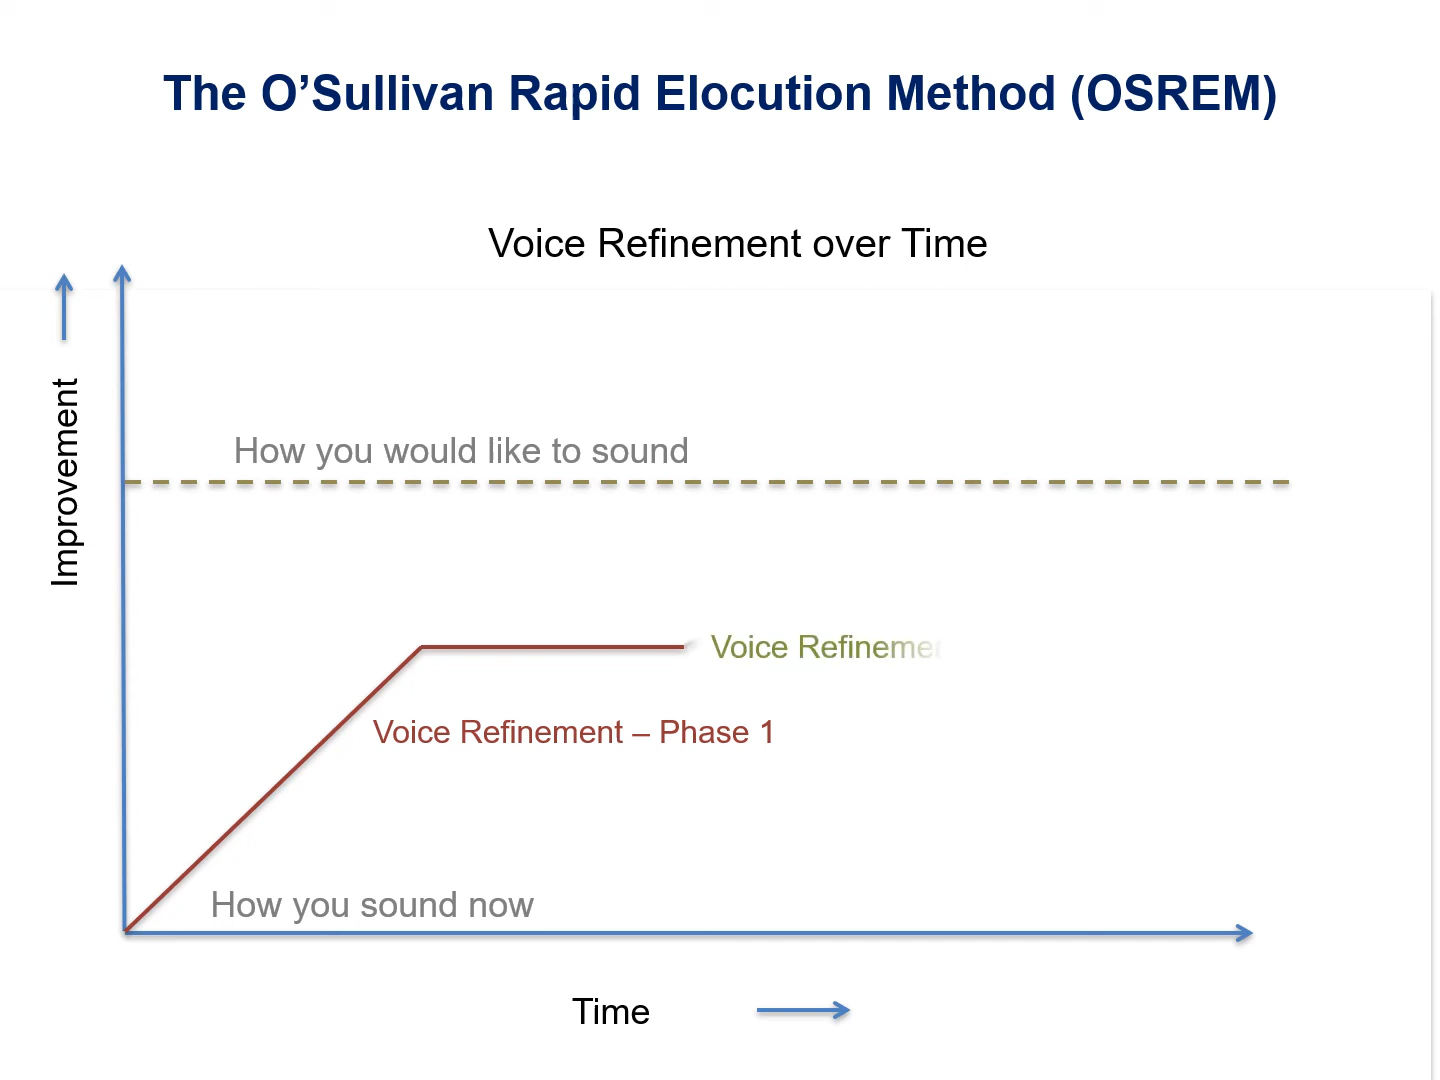 The O’Sullivan Rapid Elocution Method (OSREM)
Voice Refinement over Time
Improvement
How you would like to sound
Voice
Voice Refinement – Phase 1
How you sound now
Time